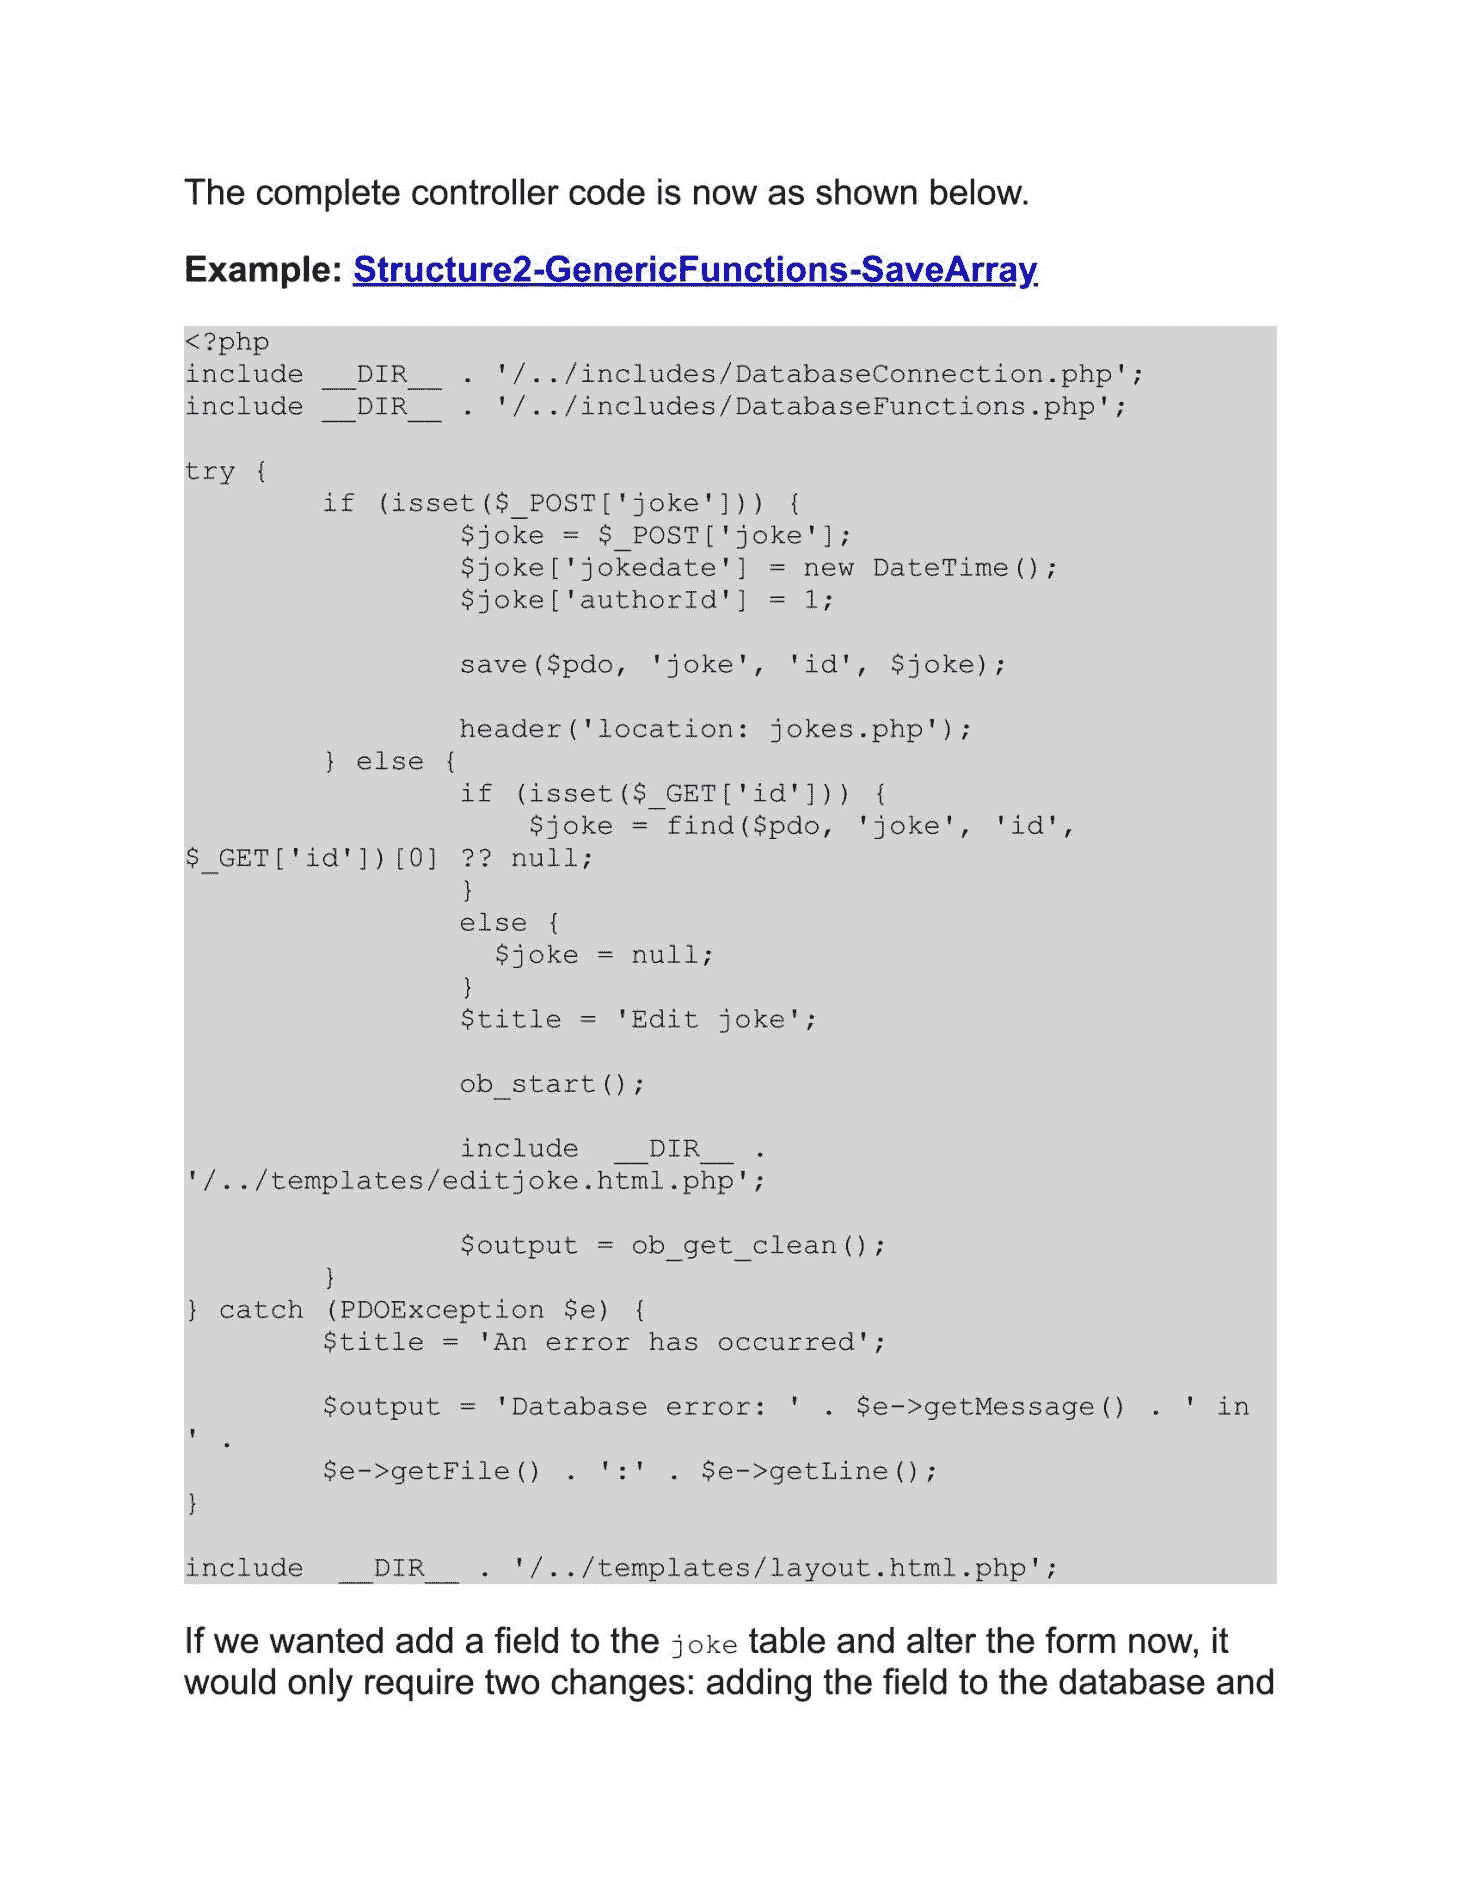 The complete controller code is now as shown below.
Example: Structure2-GenericFunctions-SaveArray
<?php
include __DIR__ . '/../includes/DatabaseConnection.php';
include __DIR__ . '/../includes/DatabaseFunctions.php';
try {
if (isset($_POST['joke'])) {
$joke = $_POST['joke'];
$joke['jokedate'] = new DateTime();
$joke['authorId'] = 1;
save($pdo, 'joke', 'id', $joke);
header('location: jokes.php');
} else {
if (isset($_GET['id'])) {
$joke = find($pdo, 'joke', 'id',
$_GET['id'])[0] ?? null;
}
else {
$joke = null;
}
$title = 'Edit joke';
ob_start();
include __DIR__ .
'/../templates/editjoke.html.php';
$output = ob_get_clean();
}
} catch (PDOException $e) {
$title = 'An error has occurred';
$output = 'Database error: ' . $e->getMessage() . ' in
' .
$e->getFile() . ':' . $e->getLine();
}
include __DIR__ . '/../templates/layout.html.php';
If we wanted add a field to the joke table and alter the form now, it
would only require two changes: adding the field to the database and